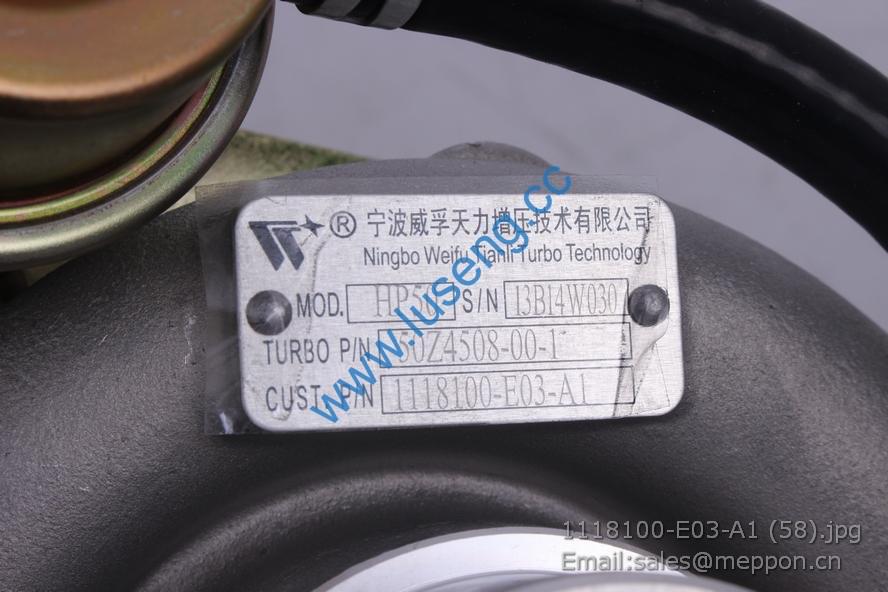 ® 宁波威孚天力增压技术有限公司
Ningbo Weifu Tianli Turbo Technology
MOD. S/N 13B14W030
TURBO P/N 50Z4508-00-1
CUST. P/N 1118100-E03-A1
www.luseng.cc
1118100-E03-A1 (58).jpg
Email:sales@meppon.cn